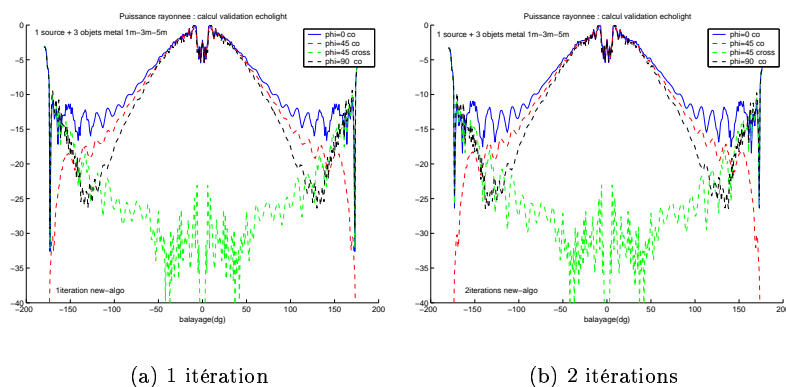 Puissance rayonnee : calcul validation echolight
1 source + 3 objets metal 1m−3m−5m
phi=0 co
phi=45 co
phi=45 cross
phi=90 co
0
−5
−10
−15
−20
−25
−30
−35
−40
1iteration new−algo
−200 −150 −100 −50 0 50 100 150 200
balayage(dg)
(a) 1 itération
Puissance rayonnee : calcul validation echolight
1 source + 3 objets metal 1m−3m−5m
phi=0 co
phi=45 co
phi=45 cross
phi=90 co
0
−5
−10
−15
−20
−25
−30
−35
−40
2iterations new−algo
−200 −150 −100 −50 0 50 100 150 200
balayage(dg)
(b) 2 itérations